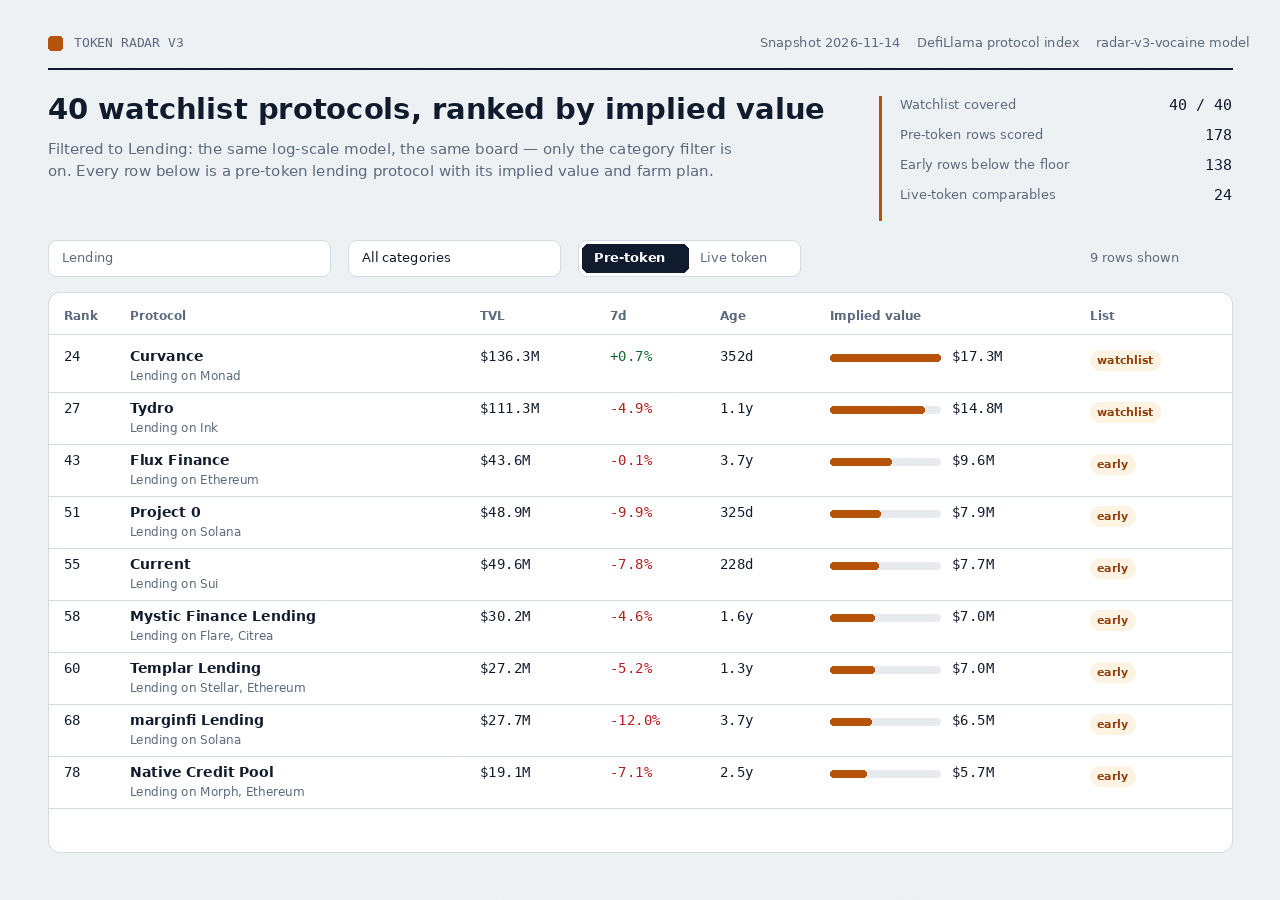 TOKEN RADAR V3
Snapshot 2026-11-14 DefiLlama protocol index radar-v3-vocaine model
40 watchlist protocols, ranked by implied value
Filtered to Lending: the same log-scale model, the same board — only the category filter is
on. Every row below is a pre-token lending protocol with its implied value and farm plan.
Watchlist covered 40 / 40
Pre-token rows scored 178
Early rows below the floor 138
Live-token comparables 24
Lending All categories Pre-token Live token 9 rows shown
Rank Protocol TVL 7d Age Implied value List
24 Curvance $136.3M +0.7% 352d $17.3M watchlist
Lending on Monad
27 Tydro $111.3M -4.9% 1.1y $14.8M watchlist
Lending on Ink
43 Flux Finance $43.6M -0.1% 3.7y $9.6M early
Lending on Ethereum
51 Project 0 $48.9M -9.9% 325d $7.9M early
Lending on Solana
55 Current $49.6M -7.8% 228d $7.7M early
Lending on Sui
58 Mystic Finance Lending $30.2M -4.6% 1.6y $7.0M early
Lending on Flare, Citrea
60 Templar Lending $27.2M -5.2% 1.3y $7.0M early
Lending on Stellar, Ethereum
68 marginfi Lending $27.7M -12.0% 3.7y $6.5M early
Lending on Solana
78 Native Credit Pool $19.1M -7.1% 2.5y $5.7M early
Lending on Morph, Ethereum